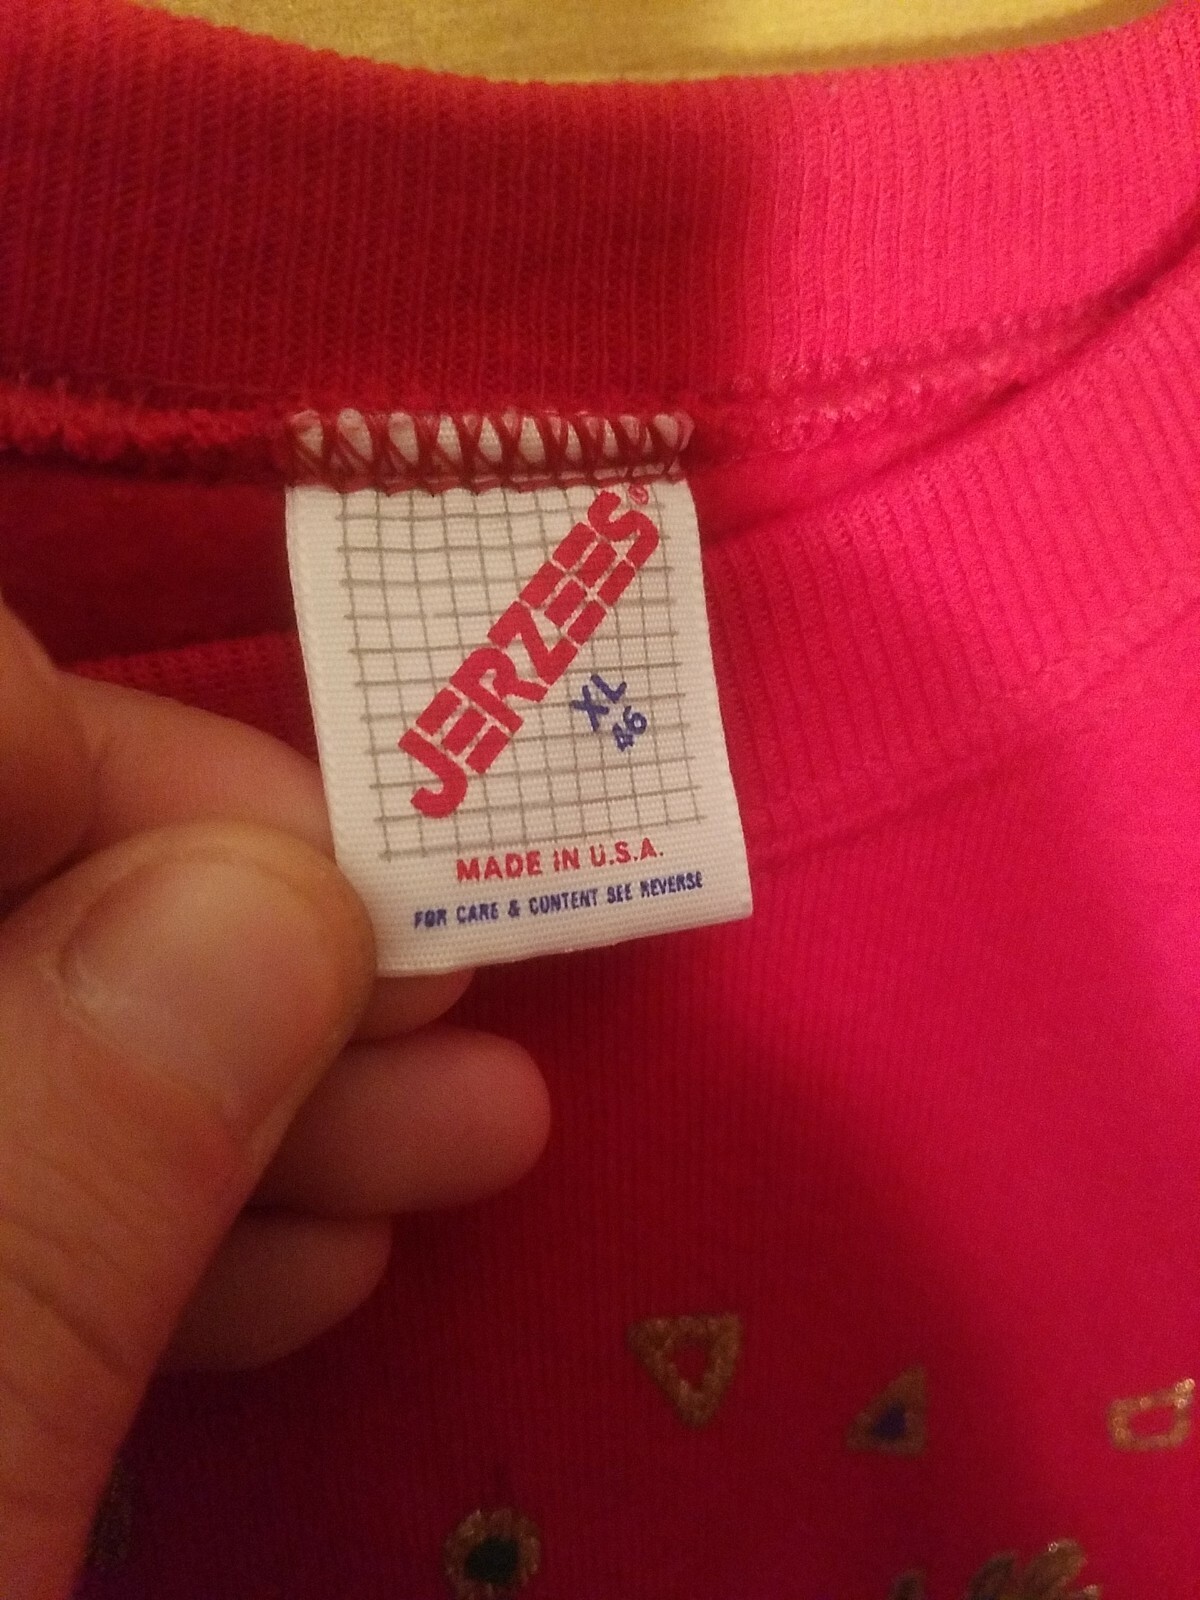 JERZEES®
XL
46
MADE IN U.S.A.
FOR CARE & CONTENT SEE REVERSE